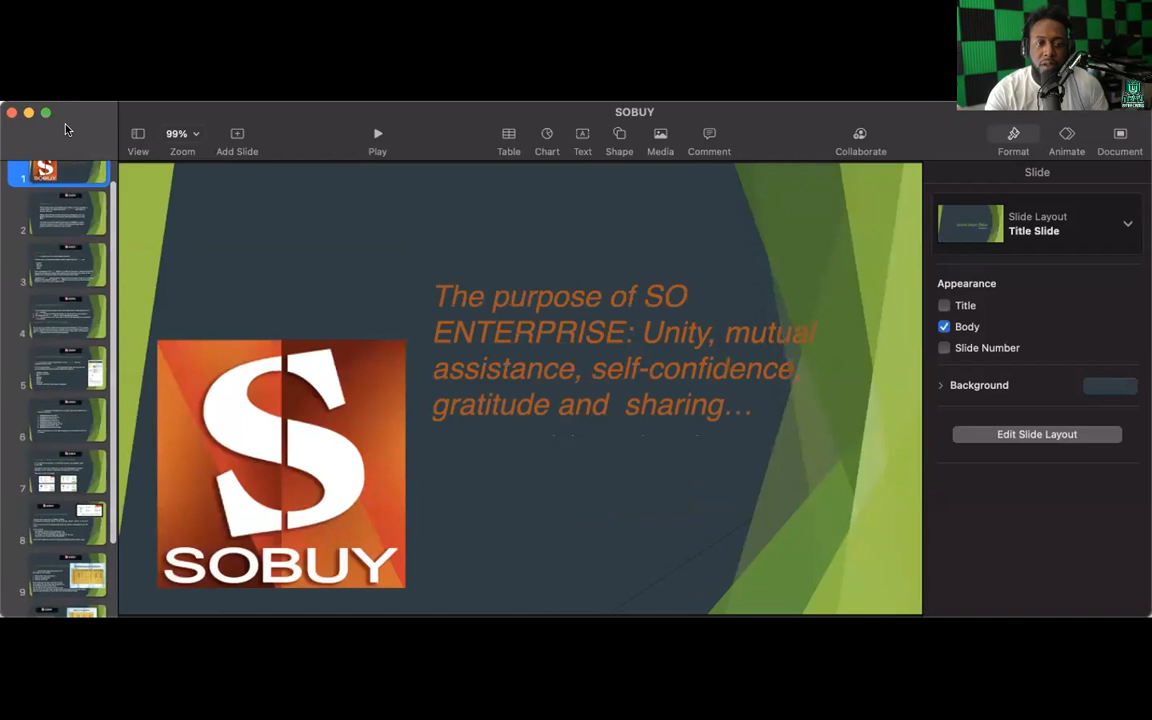 SOBUY
99%
View
Zoom
Add Slide
Play
Table
Chart
Text
Shape
Media
Comment
Collaborate
Format
Animate
Document
Slide
Slide Layout
Title Slide
Appearance
Title
Body
Slide Number
Background
Edit Slide Layout
1
2
3
4
5
6
7
8
9
The purpose of SO
ENTERPRISE: Unity, mutual
assistance, self-confidence,
gratitude and sharing...
S
SOBUY